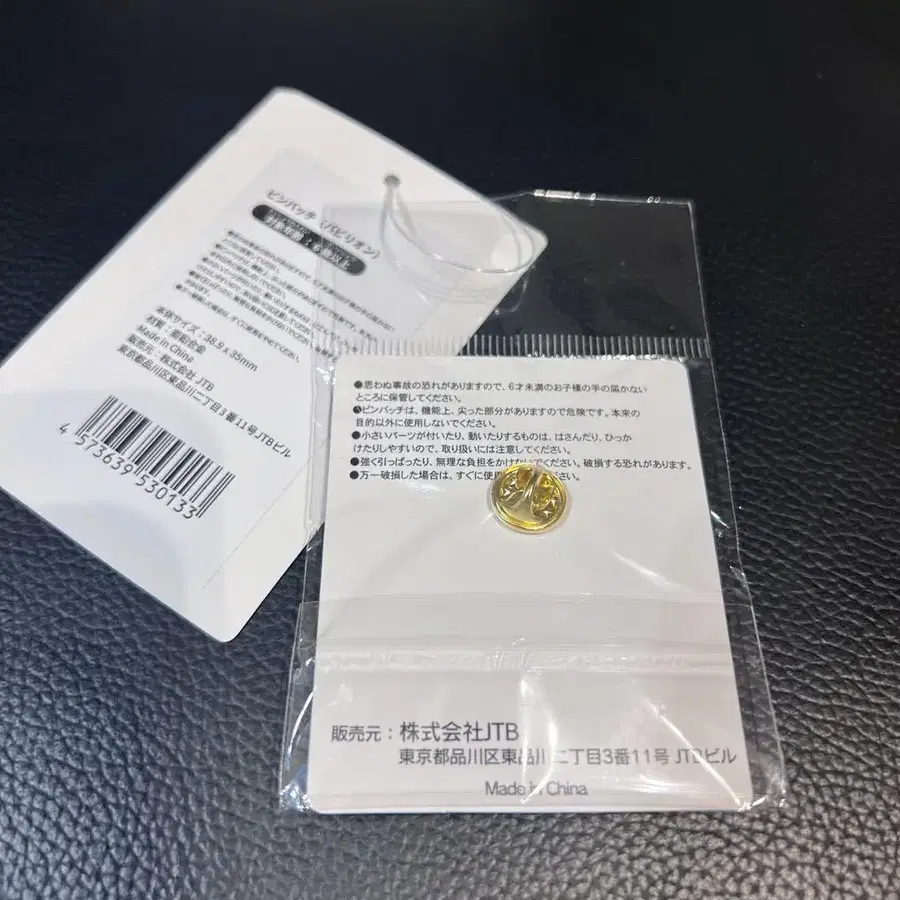 ピンバッチ〈パビリオン〉
対象年齢：6歳以上
本体サイズ：38.9 x 35mm
材質：亜鉛合金
Made in China
販売元：株式会社 JTB
東京都品川区東品川二丁目3番11号JTBビル
4 573639 530133
●思わぬ事故の恐れがありますので、6才未満のお子様の手の届かない
ところに保管してください。
●ピンバッチは、機能上、尖った部分がありますので危険です。本来の
目的以外に使用しないでください。
●小さいパーツが付いたり、動いたりするものは、はさんだり、ひっか
けたりしやすいので、取り扱いには注意してください。
●強く引っぱったり、無理な負担をかけないでください。破損する恐れがあります。
●万一破損した場合は、すぐに使用 ださい。
販売元：株式会社JTB
東京都品川区東品川二丁目3番11号 JTBビル
Made in China